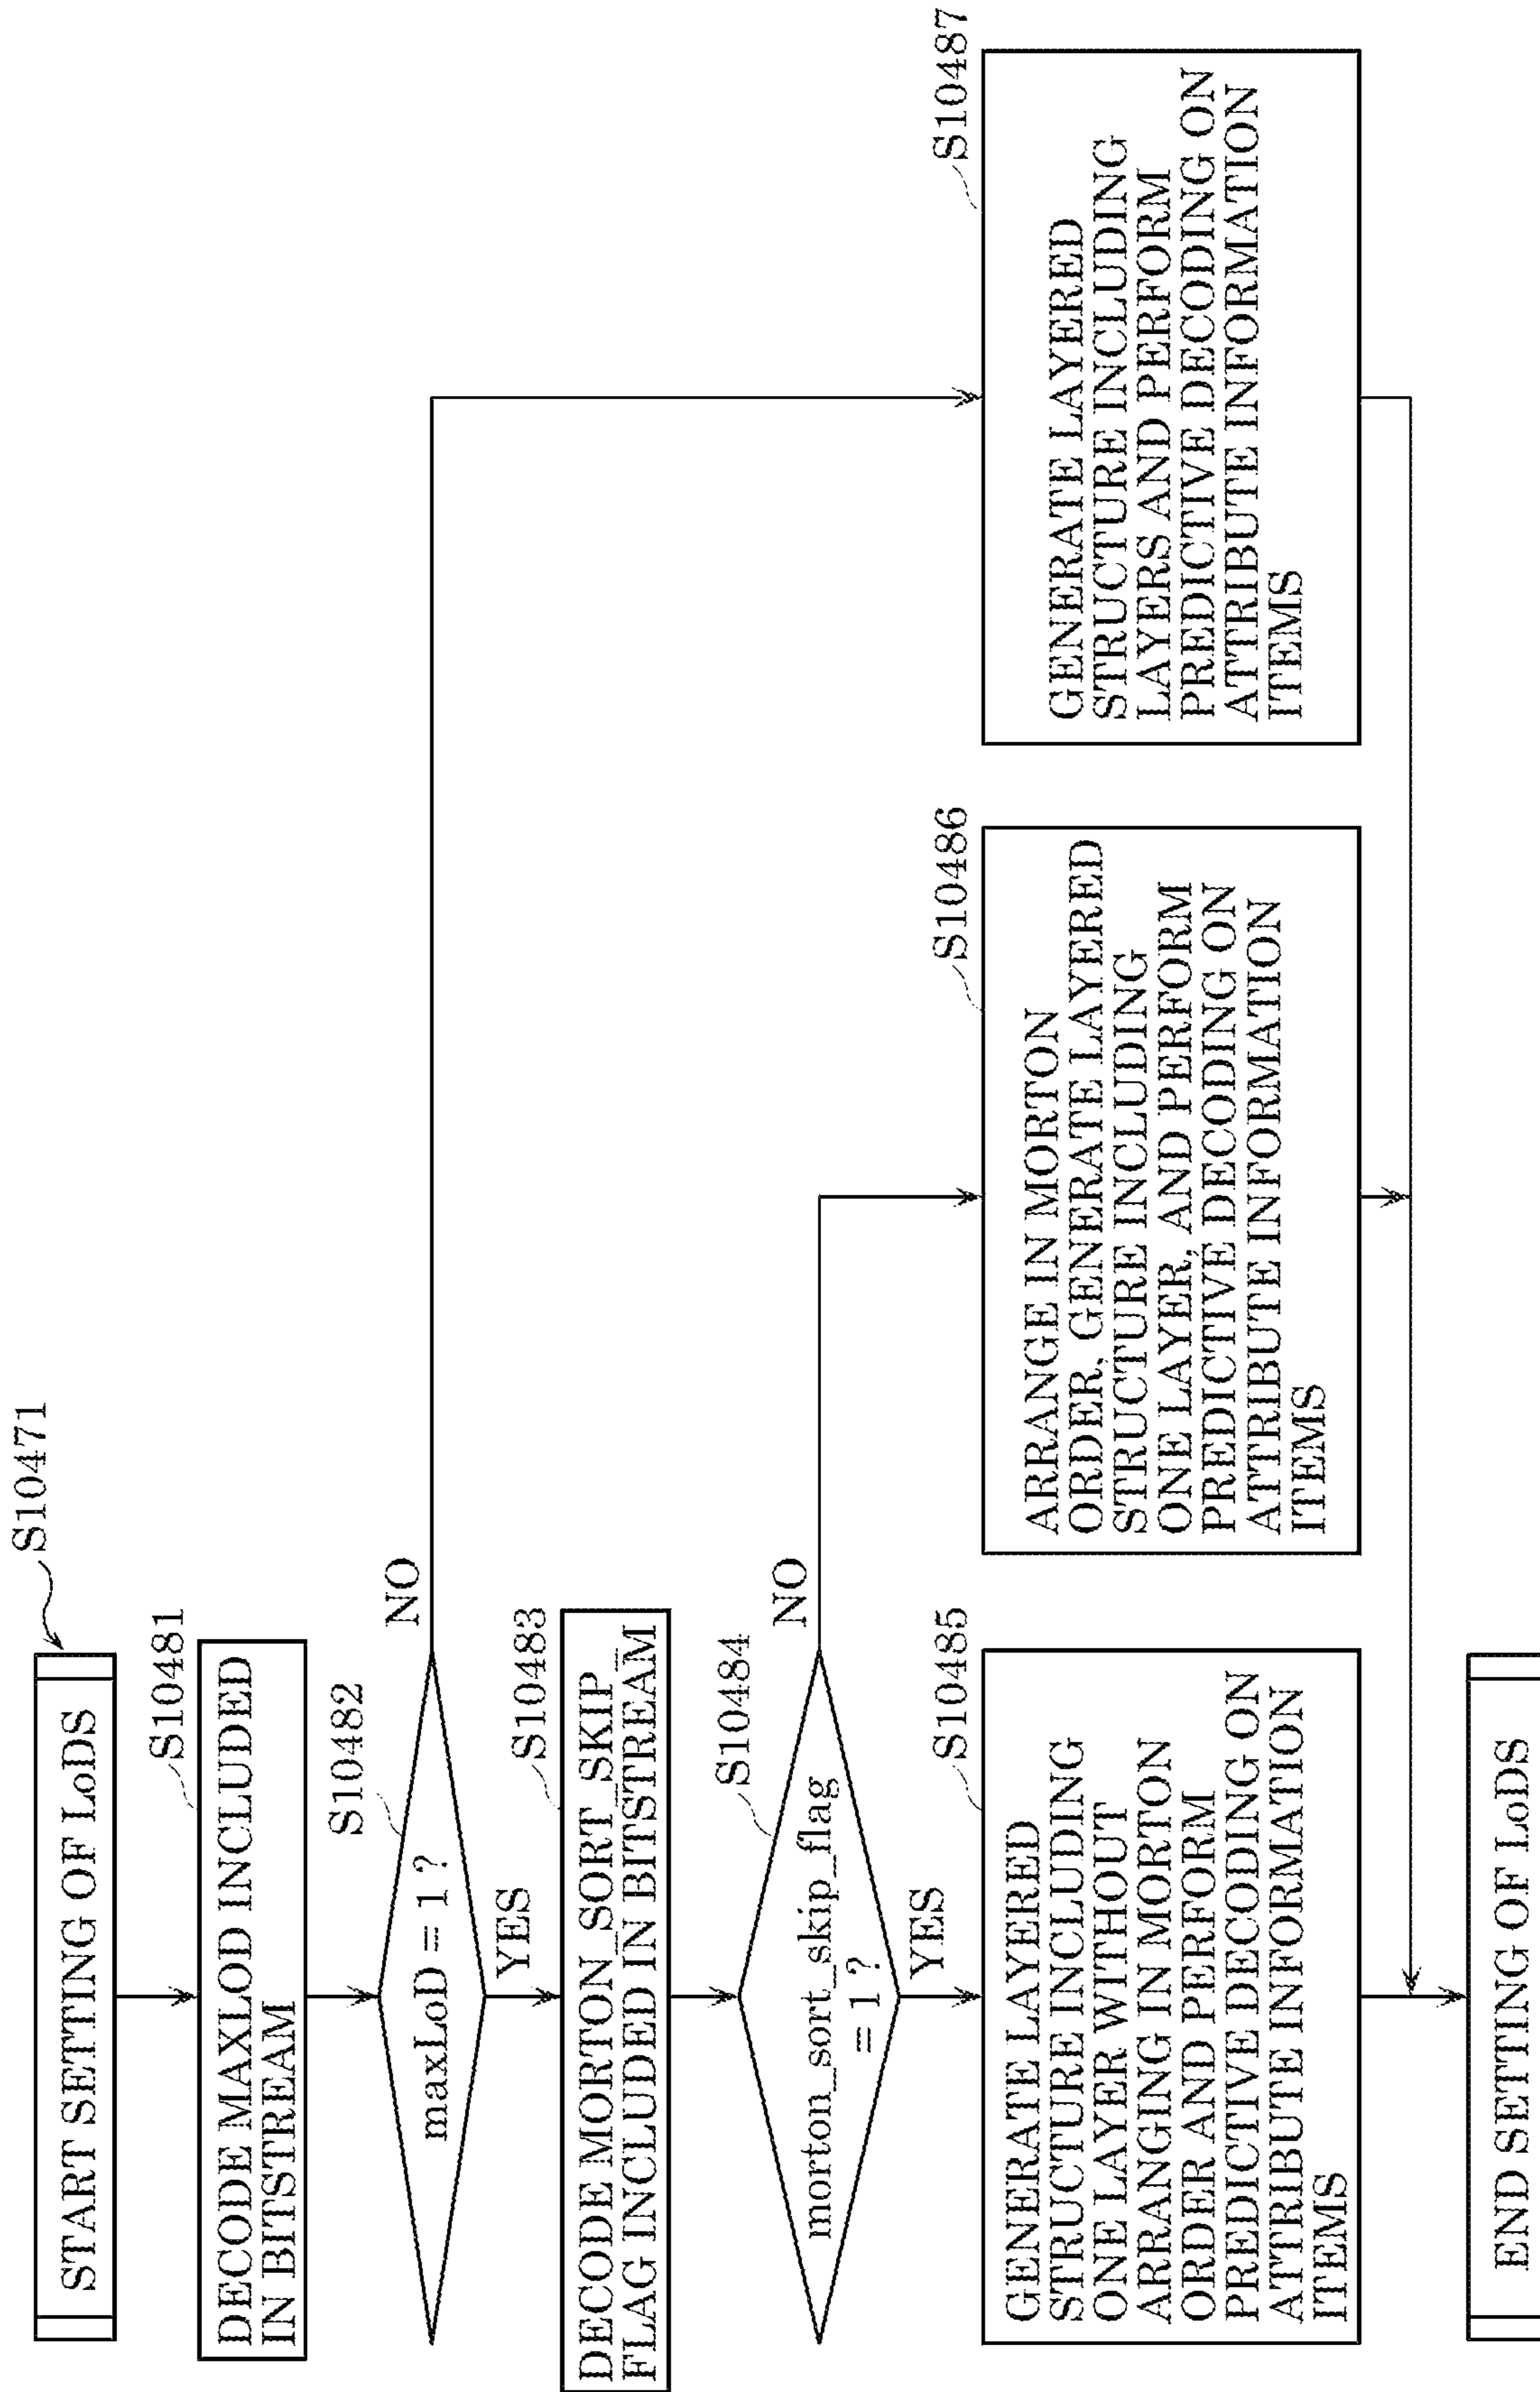 S10471
START SETTING OF LoDS
S10481
DECODE MAXLOD INCLUDED
IN BITSTREAM
S10482
maxLoD = 1 ?
NO
YES
S10483
DECODE MORTON_SORT_SKIP_
FLAG INCLUDED IN BITSTREAM
S10484
morton_sort_skip_flag
= 1 ?
NO
YES
S10485
GENERATE LAYERED
STRUCTURE INCLUDING
ONE LAYER WITHOUT
ARRANGING IN MORTON
ORDER AND PERFORM
PREDICTIVE DECODING ON
ATTRIBUTE INFORMATION
ITEMS
S10486
ARRANGE IN MORTON
ORDER, GENERATE LAYERED
STRUCTURE INCLUDING
ONE LAYER, AND PERFORM
PREDICTIVE DECODING ON
ATTRIBUTE INFORMATION
ITEMS
S10487
GENERATE LAYERED
STRUCTURE INCLUDING
LAYERS AND PERFORM
PREDICTIVE DECODING ON
ATTRIBUTE INFORMATION
ITEMS
END SETTING OF LoDS